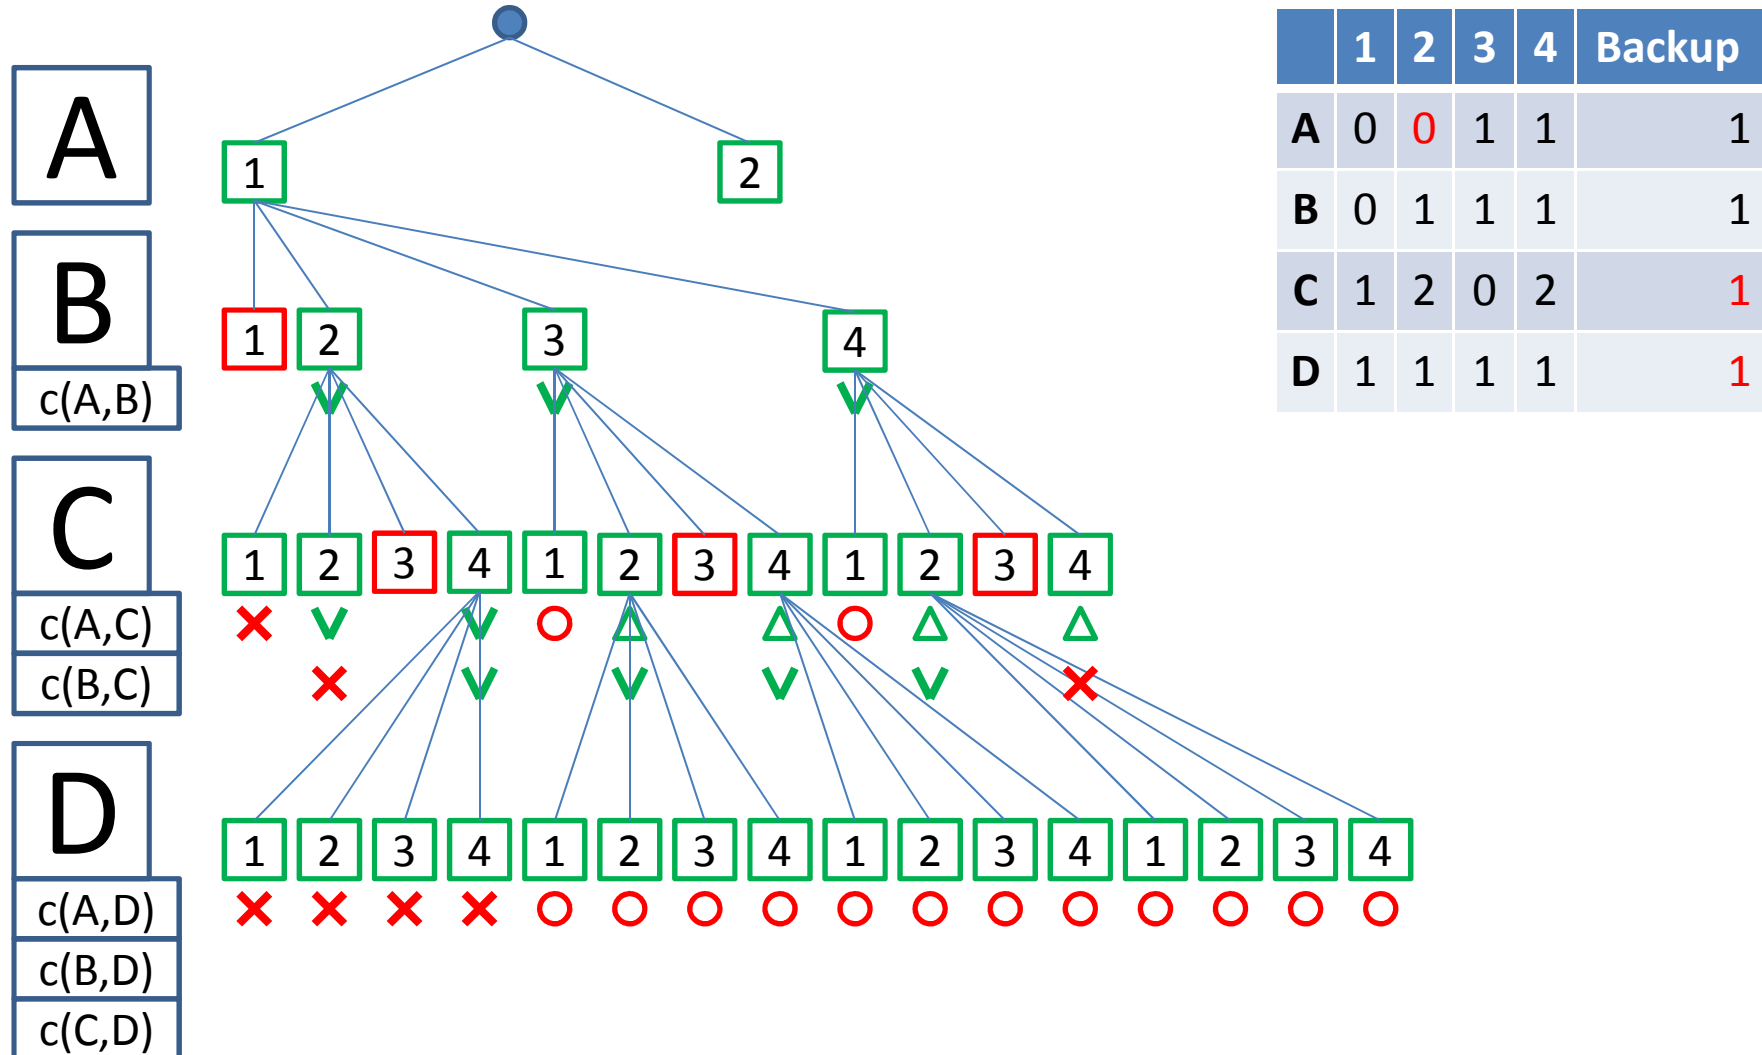 1 2 3 4 Backup
A 0 0 1 1 1
B 0 1 1 1 1
C 1 2 0 2 1
D 1 1 1 1 1
A
1 2
B
1 2 3 4
c(A,B)
C
1 2 3 4 1 2 3 4 1 2 3 4
c(A,C)
c(B,C)
D
1 2 3 4 1 2 3 4 1 2 3 4 1 2 3 4
c(A,D)
c(B,D)
c(C,D)